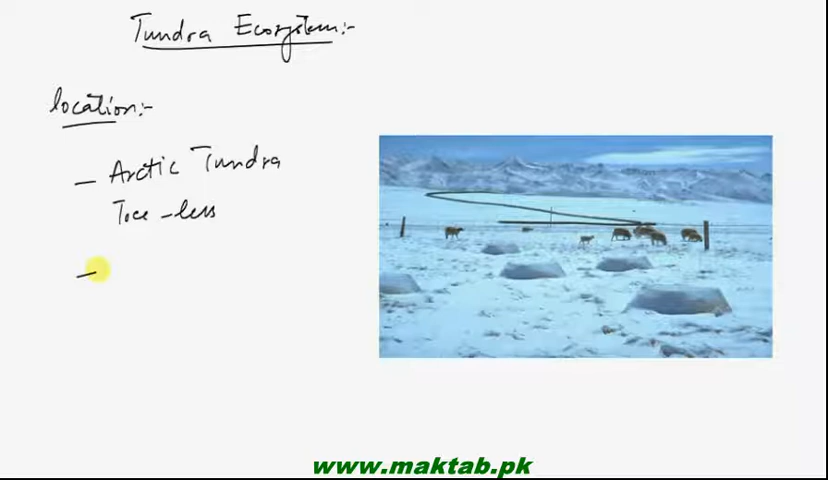 Tundra Ecosystem:-
location:-
– Arctic Tundra
Tree-less
–
www.maktab.pk